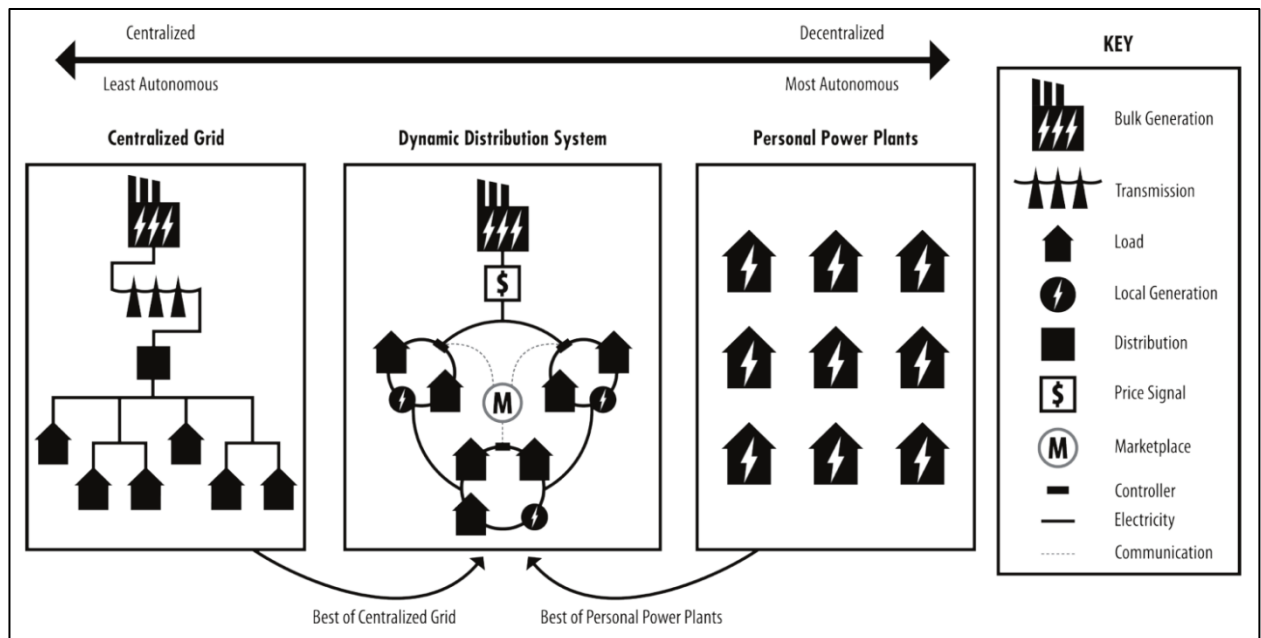 Centralized
Decentralized
Least Autonomous
Most Autonomous
Centralized Grid
Dynamic Distribution System
Personal Power Plants
$
M
Best of Centralized Grid
Best of Personal Power Plants
KEY
Bulk Generation
Transmission
Load
Local Generation
Distribution
$
Price Signal
M
Marketplace
Controller
Electricity
Communication